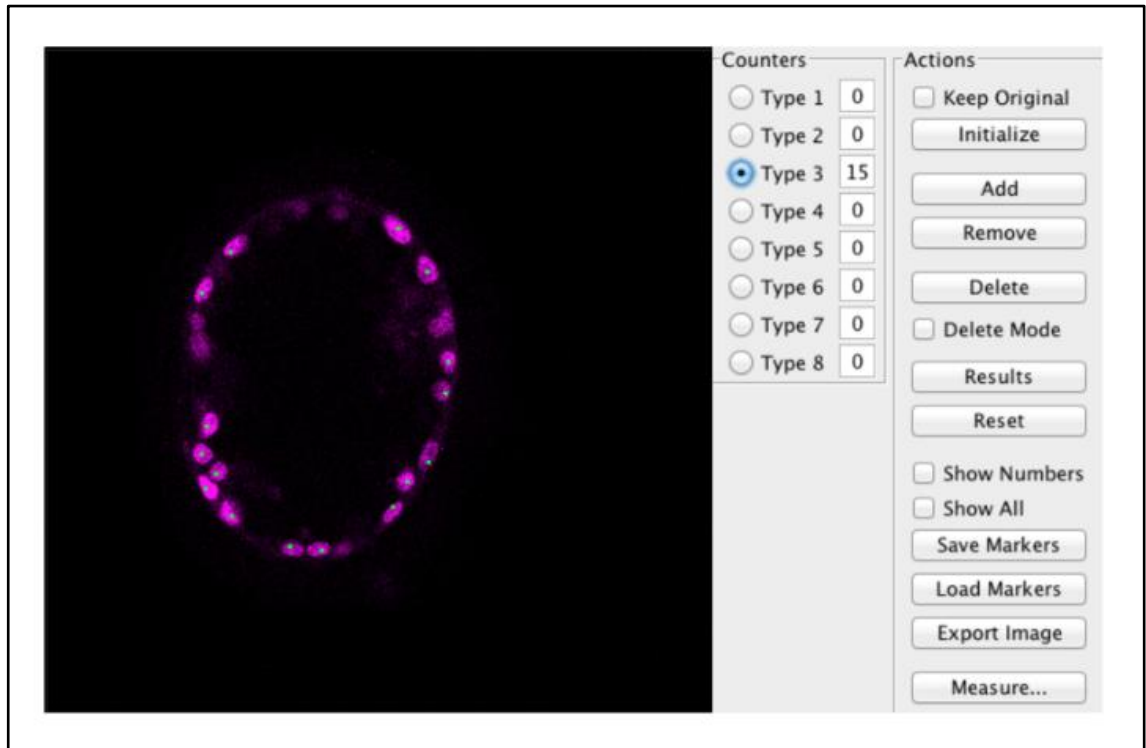 Counters
Type 1 0
Type 2 0
Type 3 15
Type 4 0
Type 5 0
Type 6 0
Type 7 0
Type 8 0
Actions
Keep Original
Initialize
Add
Remove
Delete
Delete Mode
Results
Reset
Show Numbers
Show All
Save Markers
Load Markers
Export Image
Measure...